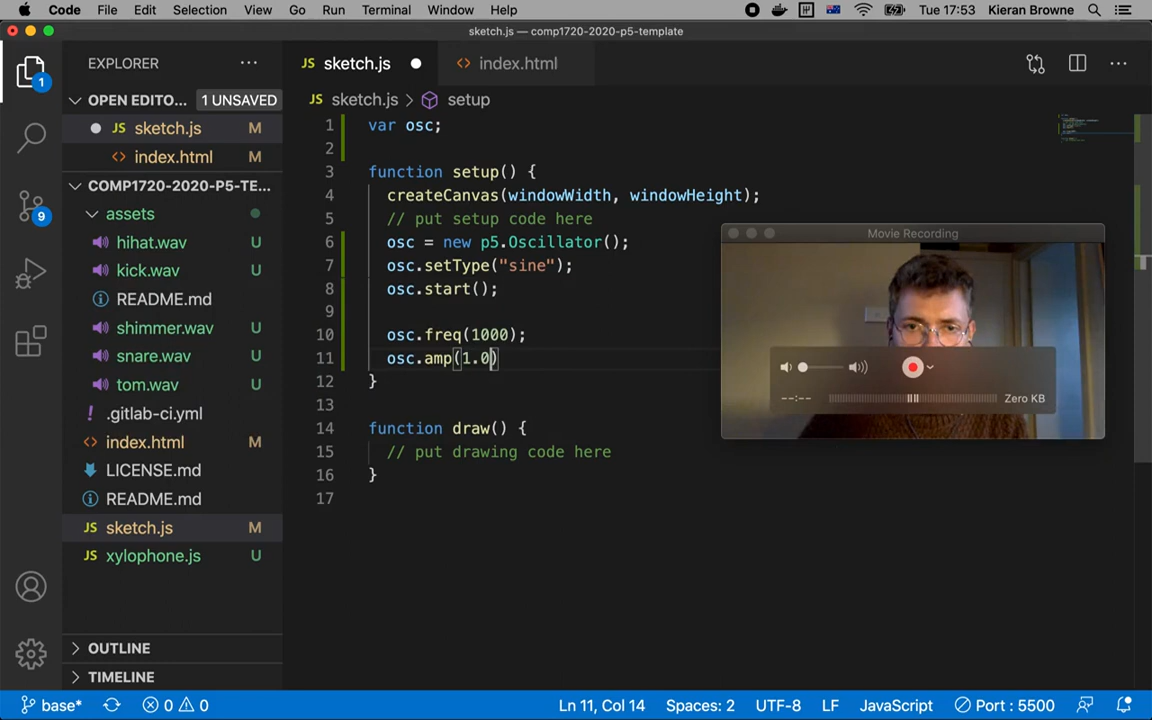 Code File Edit Selection View Go Run Terminal Window Help Tue 17:53 Kieran Browne
sketch.js — comp1720-2020-p5-template
EXPLORER
JS sketch.js
<> index.html
1
OPEN EDITO... 1 UNSAVED
JS sketch.js M
<> index.html M
COMP1720-2020-P5-TE...
assets
hihat.wav U
kick.wav U
README.md
shimmer.wav U
snare.wav U
tom.wav U
.gitlab-ci.yml
<> index.html M
LICENSE.md
README.md
JS sketch.js M
JS xylophone.js U
OUTLINE
TIMELINE
9
JS sketch.js > setup
1 var osc;
2
3 function setup() {
4 createCanvas(windowWidth, windowHeight);
5 // put setup code here
6 osc = new p5.Oscillator();
7 osc.setType("sine");
8 osc.start();
9
10 osc.freq(1000);
11 osc.amp(1.0)
12 }
13
14 function draw() {
15 // put drawing code here
16 }
17
Movie Recording
--:-- Zero KB
base* 0 0 Ln 11, Col 14 Spaces: 2 UTF-8 LF JavaScript Port : 5500